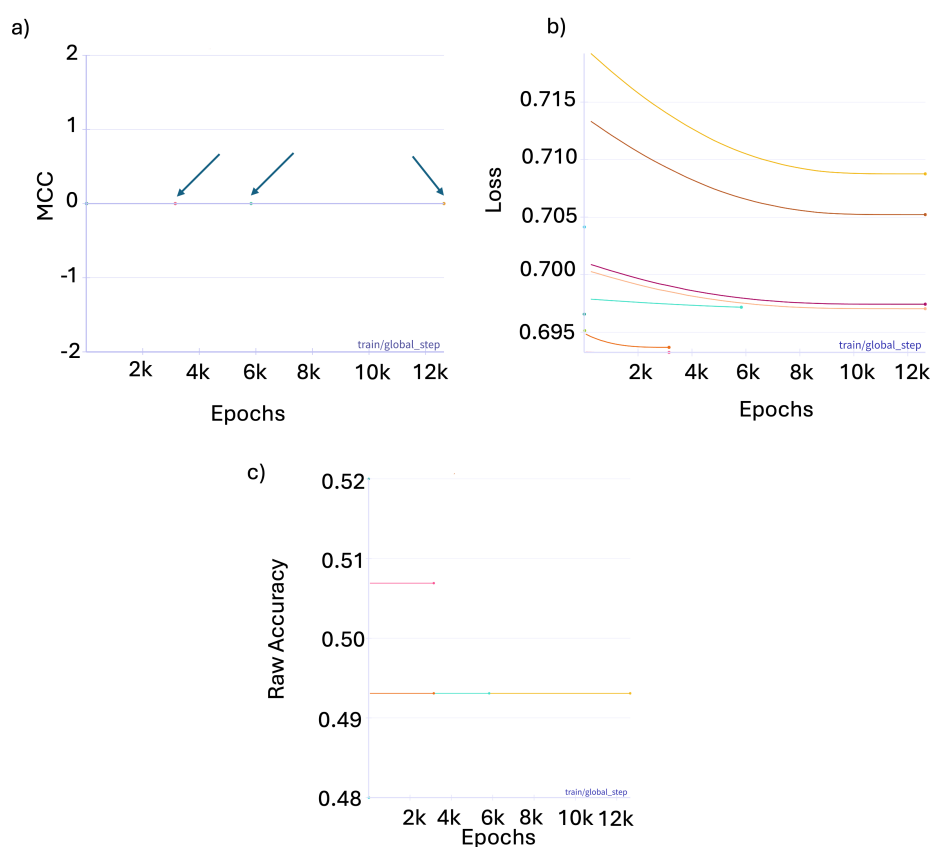 a)
2
1
0
-1
-2
MCC
train/global_step
2k 4k 6k 8k 10k 12k
Epochs
b)
0.715
0.710
0.705
0.700
0.695
Loss
train/global_step
2k 4k 6k 8k 10k 12k
Epochs
c)
0.52
0.51
0.50
0.49
0.48
Raw Accuracy
train/global_step
2k 4k 6k 8k 10k 12k
Epochs